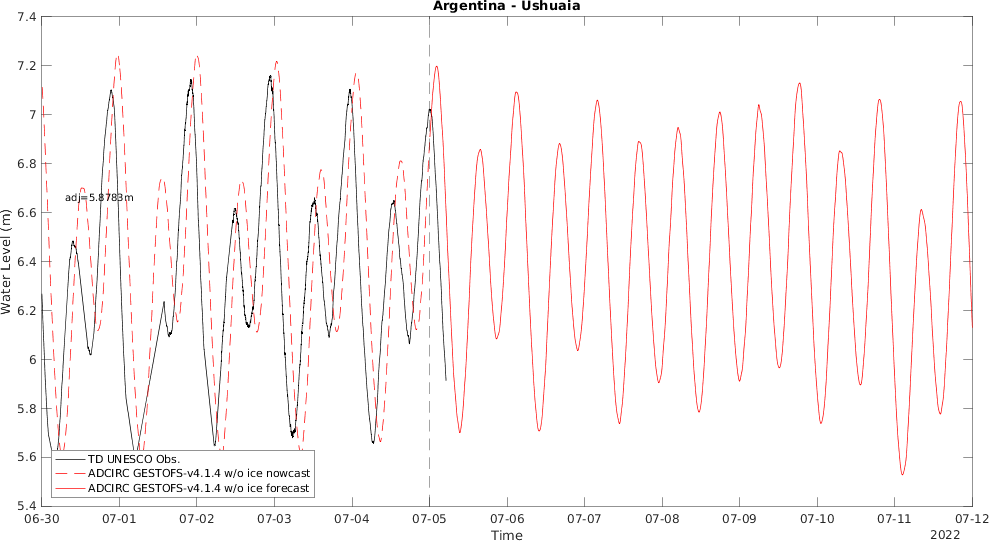 Argentina - Ushuaia
7.4
7.2
7
6.8
6.6
6.4
6.2
6
5.8
5.6
5.4
Water Level (m)
adj=5.8783m
TD UNESCO Obs.
ADCIRC GESTOFS-v4.1.4 w/o ice nowcast
ADCIRC GESTOFS-v4.1.4 w/o ice forecast
06-30 07-01 07-02 07-03 07-04 07-05 07-06 07-07 07-08 07-09 07-10 07-11 07-12
Time
2022